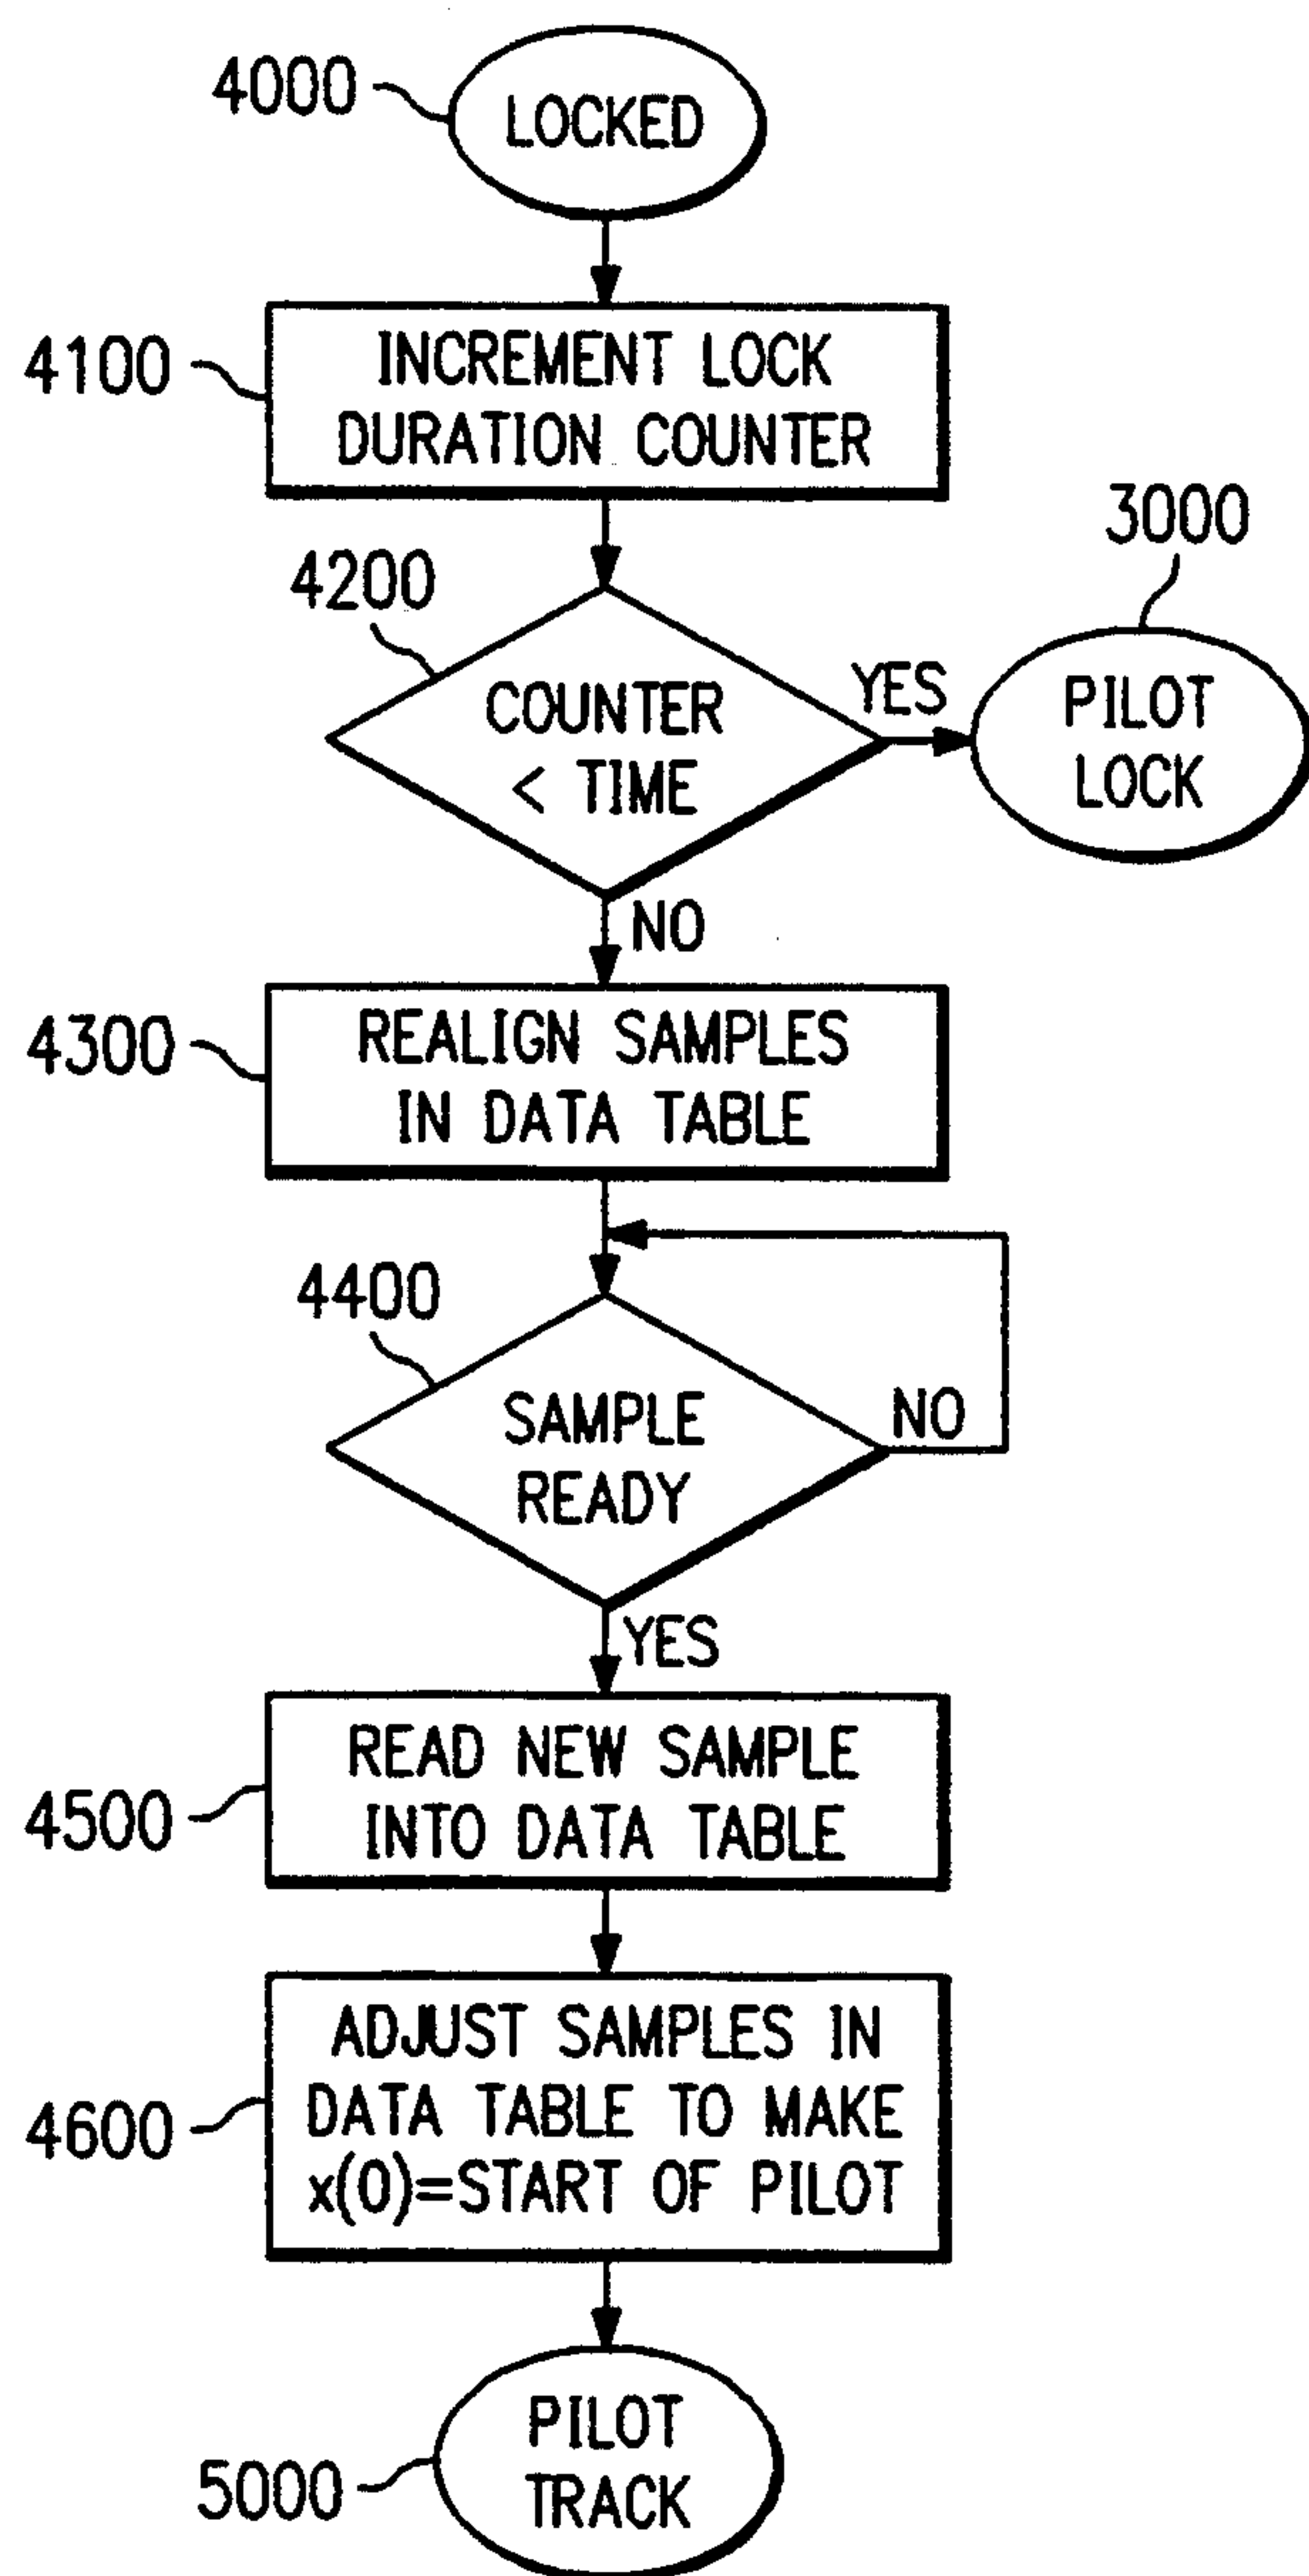 4000
LOCKED
4100
INCREMENT LOCK
DURATION COUNTER
3000
4200
COUNTER
< TIME
YES
PILOT
LOCK
NO
4300
REALIGN SAMPLES
IN DATA TABLE
4400
SAMPLE
READY
NO
YES
4500
READ NEW SAMPLE
INTO DATA TABLE
4600
ADJUST SAMPLES IN
DATA TABLE TO MAKE
x(0)=START OF PILOT
5000
PILOT
TRACK